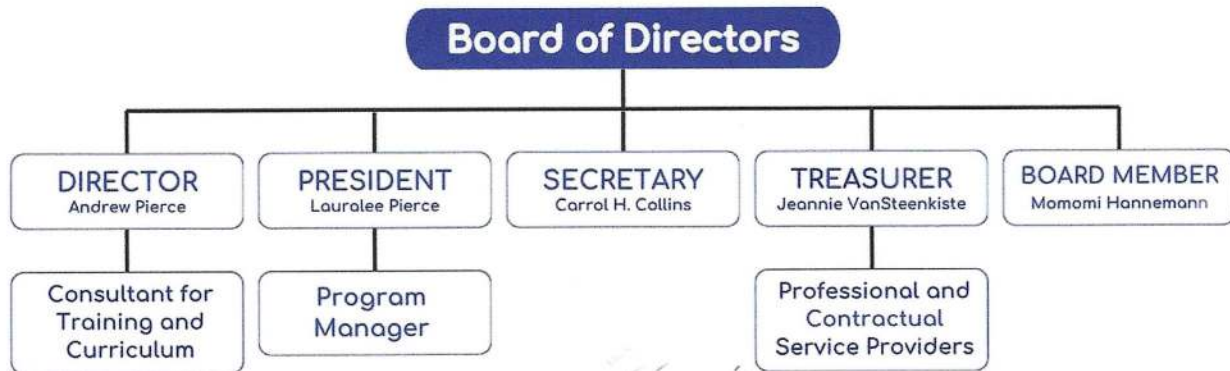 Board of Directors
DIRECTOR
Andrew Pierce
PRESIDENT
Lauralee Pierce
SECRETARY
Carrol H. Collins
TREASURER
Jeannie VanSteenkiste
BOARD MEMBER
Momomi Hannemann
Consultant for
Training and
Curriculum
Program
Manager
Professional and
Contractual
Service Providers